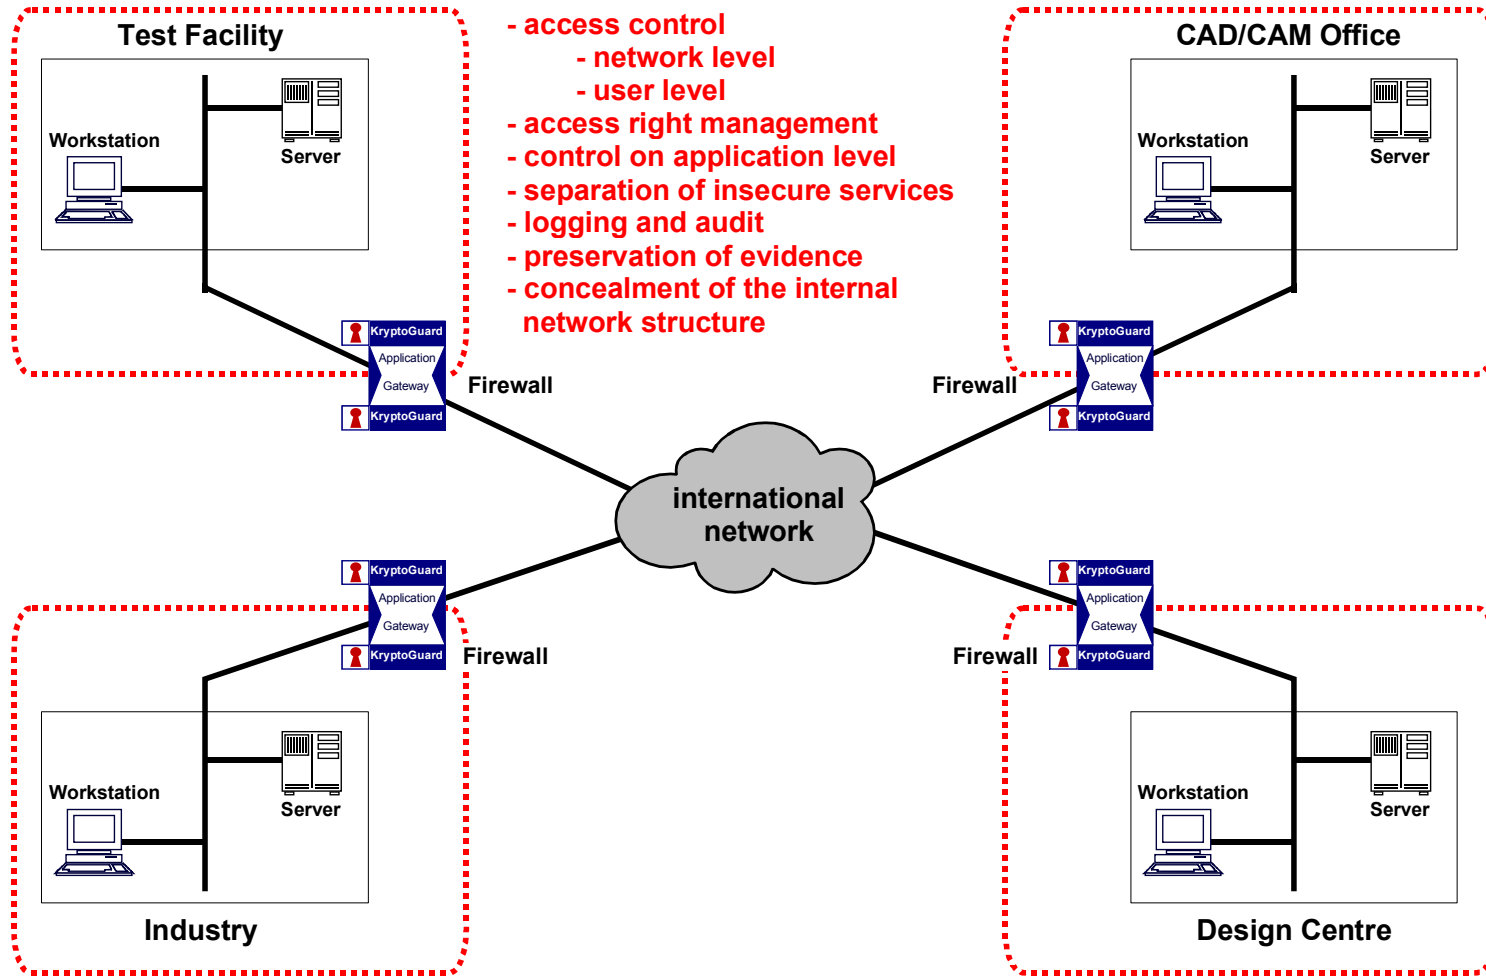 Test Facility
Workstation
Server
- access control
- network level
- user level
- access right management
- control on application level
- separation of insecure services
- logging and audit
- preservation of evidence
- concealment of the internal
network structure
CAD/CAM Office
Workstation
Server
KryptoGuard
Application
Gateway
KryptoGuard
Firewall
Firewall
KryptoGuard
Application
Gateway
KryptoGuard
international
network
KryptoGuard
Application
Gateway
KryptoGuard
Firewall
Firewall
KryptoGuard
Application
Gateway
KryptoGuard
Workstation
Server
Industry
Workstation
Server
Design Centre